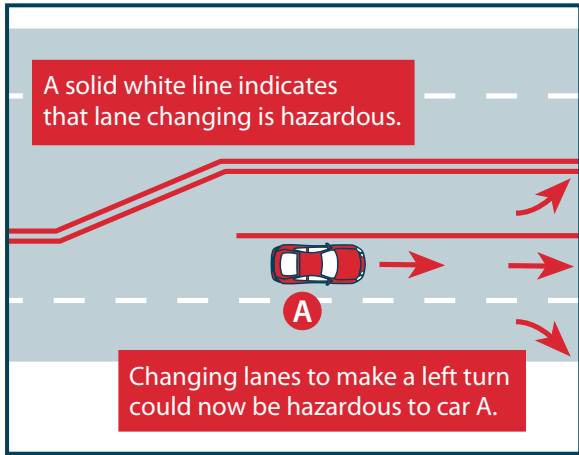 A solid white line indicates
that lane changing is hazardous.
A
Changing lanes to make a left turn
could now be hazardous to car A.